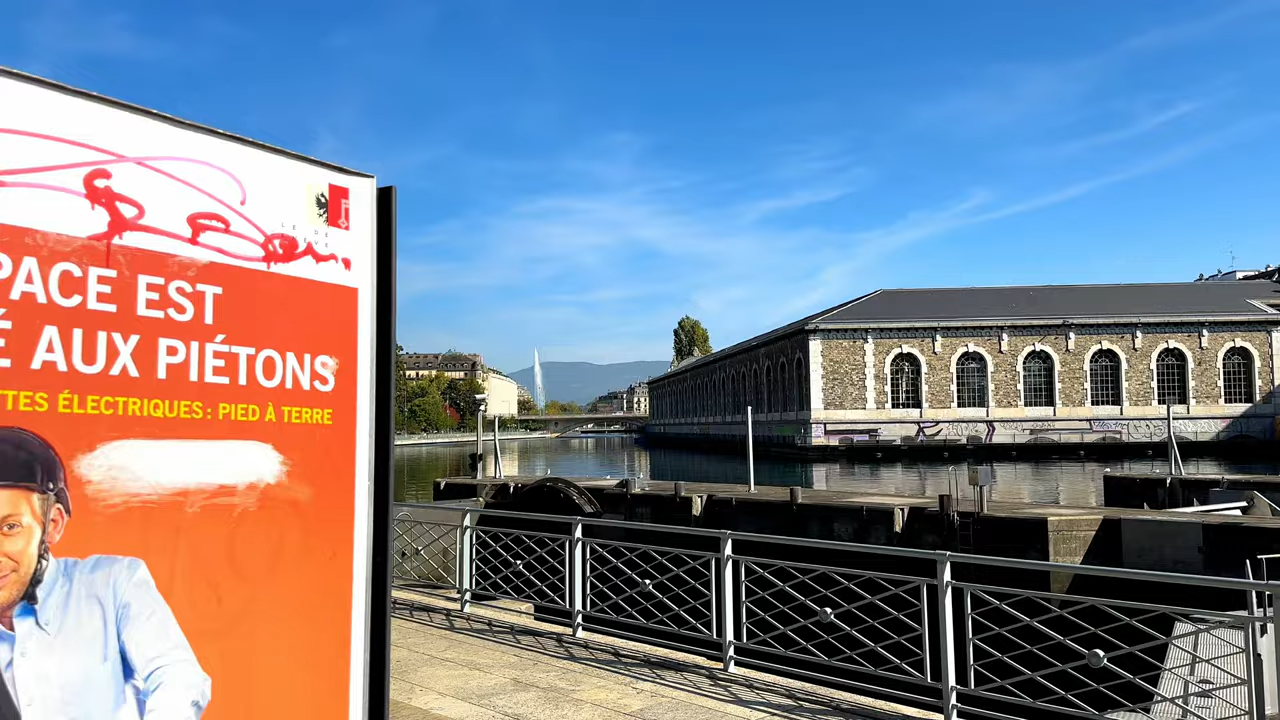 PACE EST
É AUX PIÉTONS
TTES ÉLECTRIQUES : PIED À TERRE